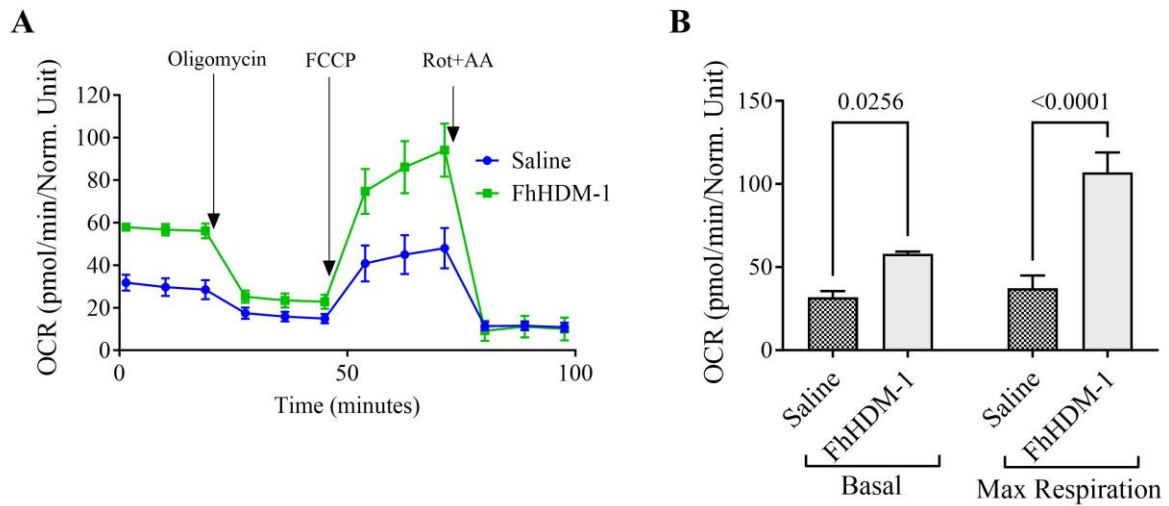 A
Oligomycin
FCCP
Rot+AA
OCR (pmol/min/Norm. Unit)
120
100
80
60
40
20
0
Saline
FhHDM-1
0
50
100
Time (minutes)
B
OCR (pmol/min/Norm. Unit)
150
100
50
0
0.0256
<0.0001
Saline
FhHDM-1
Saline
FhHDM-1
Basal
Max Respiration